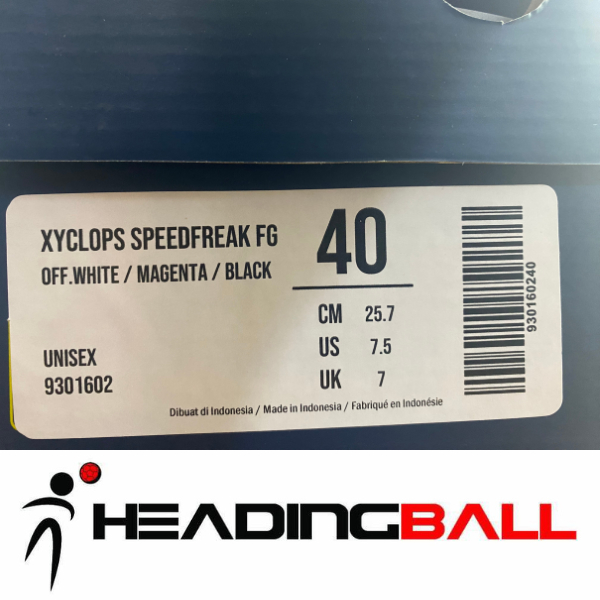 XYCLOPS SPEEDFREAK FG
OFF.WHITE / MAGENTA / BLACK
40
CM 25.7
US 7.5
UK 7
UNISEX
9301602
930160240
Dibuat di Indonesia / Made in Indonesia / Fabriqué en Indonésie
HEADINGBALL